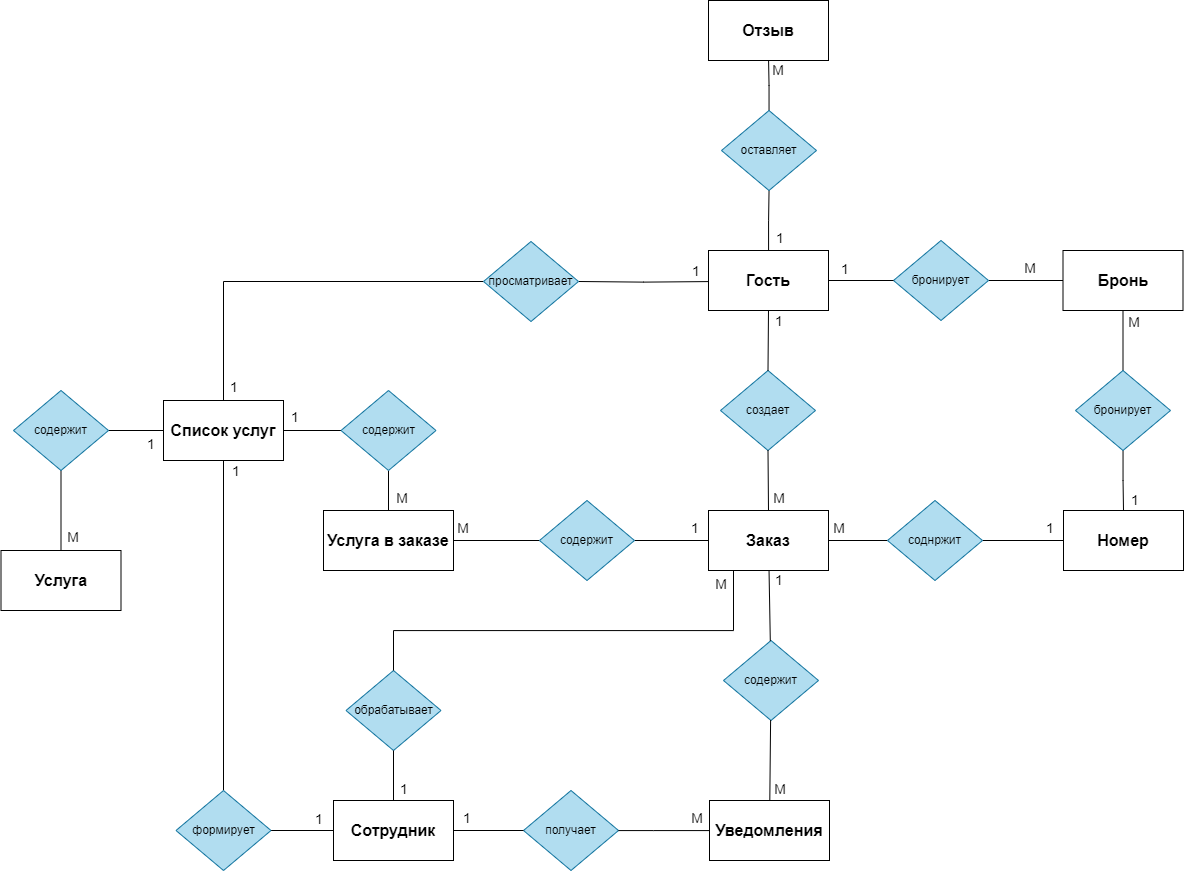 Отзыв
М
оставляет
1
просматривает
1
Гость
1
бронирует
М
Бронь
1
М
1
содержит
1
Список услуг
1
содержит
создает
бронирует
1
М
М
1
М
Услуга в заказе
М
содержит
1
Заказ
М
соднржит
1
Номер
Услуга
М
1
содержит
обрабатывает
1
М
формирует
1
Сотрудник
1
получает
М
Уведомления